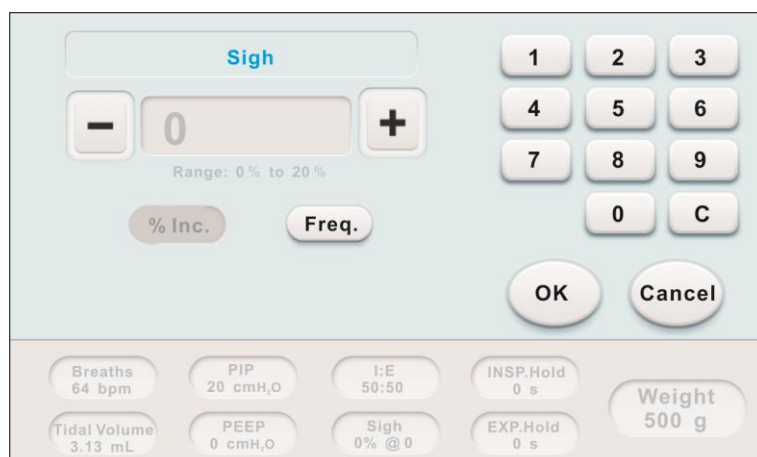 Sigh
− 0 +
Range: 0% to 20%
% Inc. Freq.
1 2 3
4 5 6
7 8 9
0 C
OK Cancel
Breaths
64 bpm
PIP
20 cmH₂O
I:E
50:50
INSP.Hold
0 s
Weight
500 g
Tidal Volume
3.13 mL
PEEP
0 cmH₂O
Sigh
0% @0
EXP.Hold
0 s